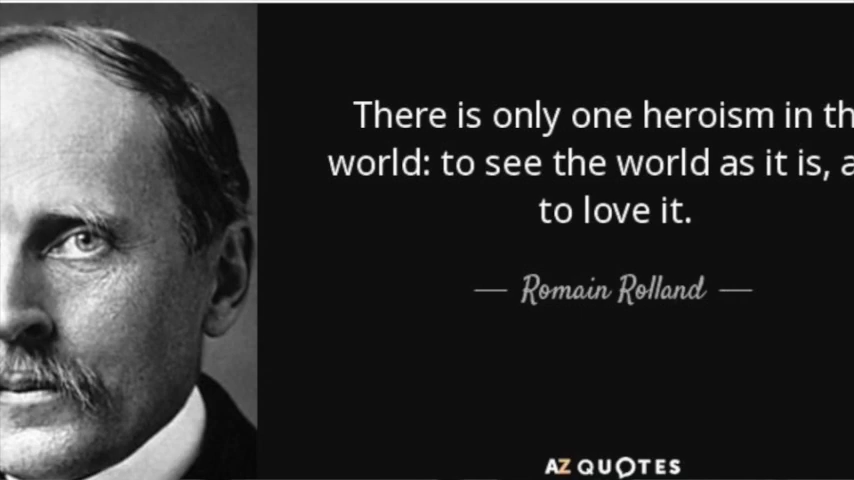 There is only one heroism in th
world: to see the world as it is, a
to love it.
— Romain Rolland —
AZ QUOTES